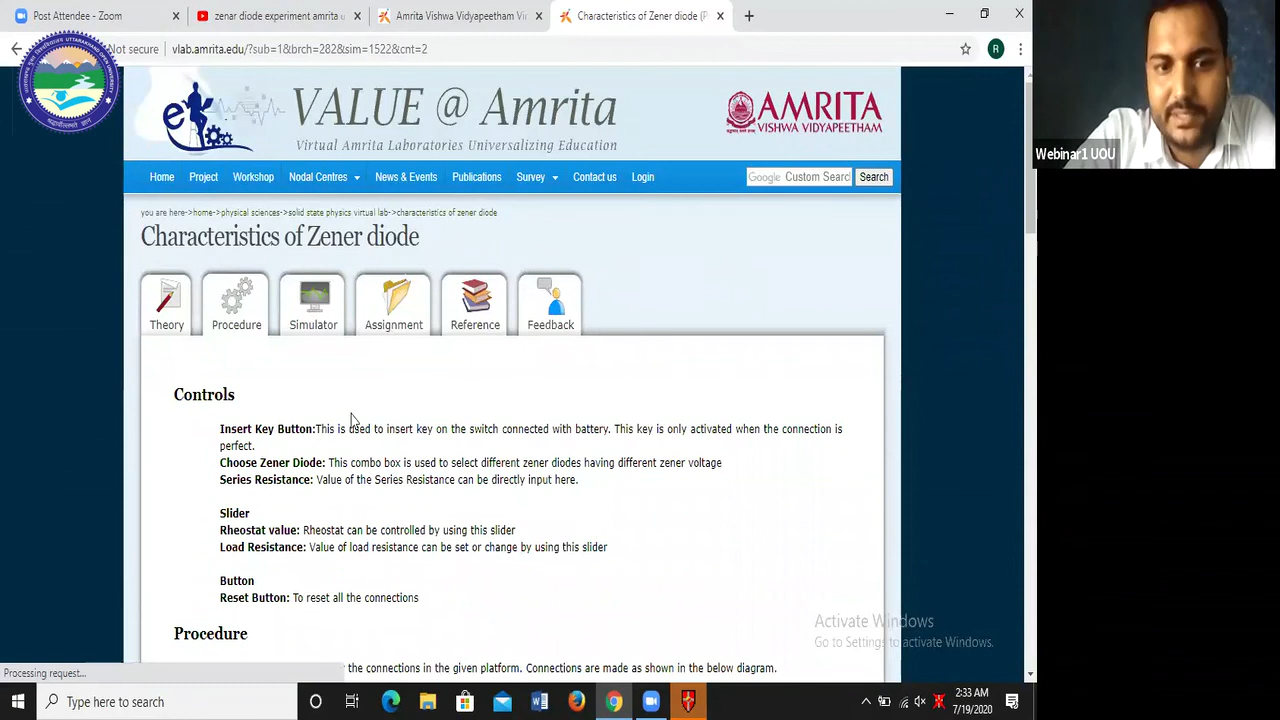 Post Attendee - Zoom
zenar diode experiment amrita u
Amrita Vishwa Vidyapeetham Vir
Characteristics of Zener diode (P
Not secure
vlab.amrita.edu/?sub=1&brch=282&sim=1522&cnt=2
R
VALUE @ Amrita
Virtual Amrita Laboratories Universalizing Education
AMRITA
VISHWA VIDYAPEETHAM
Webinar1 UOU
Home Project Workshop Nodal Centres News & Events Publications Survey Contact us Login
Google Custom Search Search
you are here->home->physical sciences->solid state physics virtual lab->characteristics of zener diode
Characteristics of Zener diode
Theory Procedure Simulator Assignment Reference Feedback
Controls
Insert Key Button:This is used to insert key on the switch connected with battery. This key is only activated when the connection is
perfect.
Choose Zener Diode: This combo box is used to select different zener diodes having different zener voltage
Series Resistance: Value of the Series Resistance can be directly input here.
Slider
Rheostat value: Rheostat can be controlled by using this slider
Load Resistance: Value of load resistance can be set or change by using this slider
Button
Reset Button: To reset all the connections
Activate Windows
Go to Settings to activate Windows.
Procedure
the connections in the given platform. Connections are made as shown in the below diagram.
Processing request...
Type here to search
2:33 AM
7/19/2020